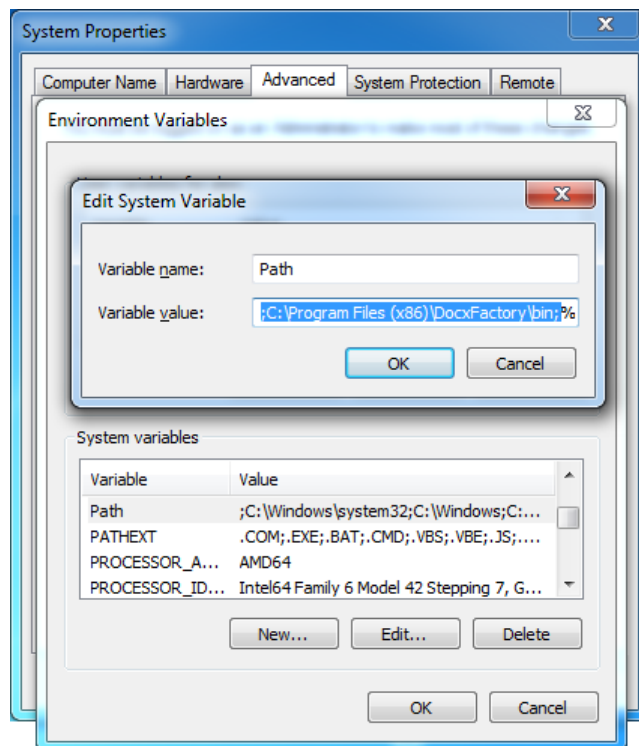 System Properties
Computer Name Hardware Advanced System Protection Remote
Environment Variables
Edit System Variable
Variable name: Path
Variable value: ;C:\Program Files (x86)\DocxFactory\bin;%
OK Cancel
System variables
Variable Value
Path ;C:\Windows\system32;C:\Windows;C:...
PATHEXT .COM;.EXE;.BAT;.CMD;.VBS;.VBE;.JS;....
PROCESSOR_A... AMD64
PROCESSOR_ID... Intel64 Family 6 Model 42 Stepping 7, G...
New... Edit... Delete
OK Cancel